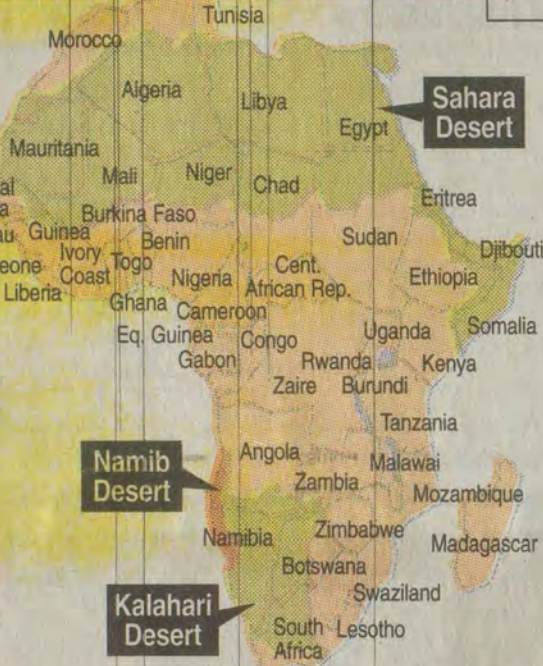 Tunisia
Morocco
Algeria
Libya
Egypt
Sahara
Desert
Mauritania
Mali
Niger
Chad
Eritrea
Burkina Faso
Guinea
Benin
Sudan
Djibouti
Ivory
Coast
Togo
Nigeria
Cent.
African Rep.
Ethiopia
Liberia
Ghana
Cameroon
Eq. Guinea
Congo
Uganda
Somalia
Gabon
Rwanda
Kenya
Zaire
Burundi
Tanzania
Angola
Malawai
Namib
Desert
Zambia
Mozambique
Namibia
Zimbabwe
Madagascar
Botswana
Swaziland
Kalahari
Desert
South
Africa
Lesotho